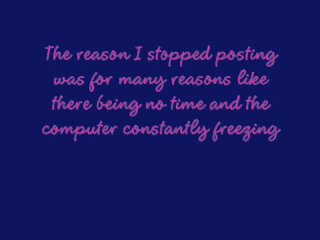 The reason I stopped posting
was for many reasons like
there being no time and the
computer constantly freezing